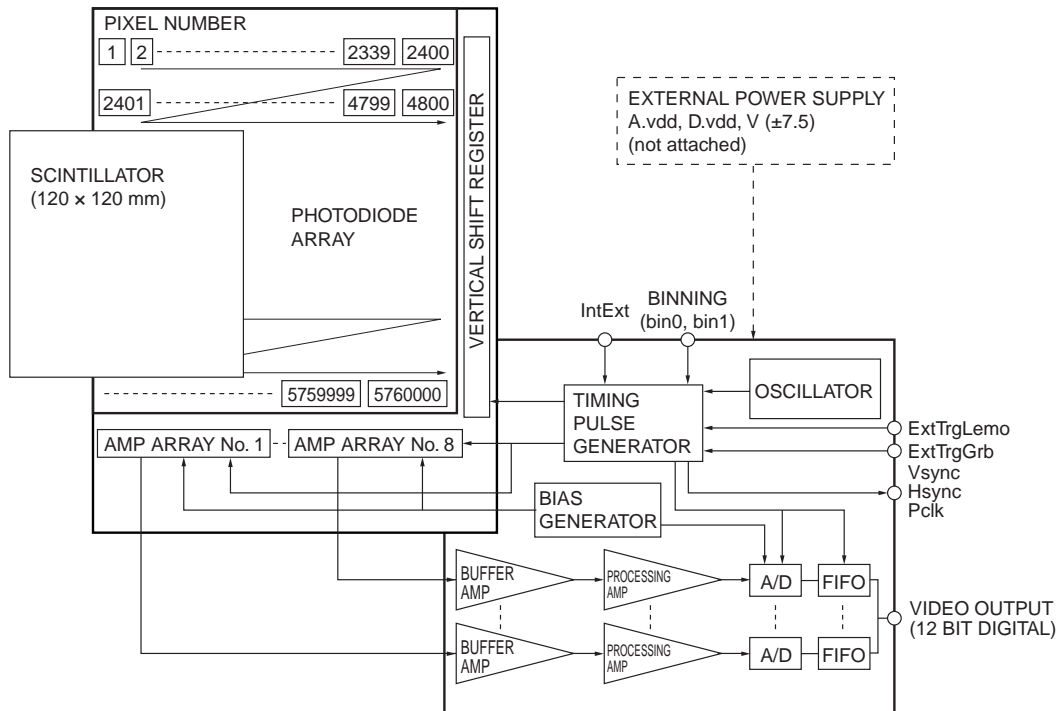 PIXEL NUMBER
1 2 2339 2400
2401 4799 4800
SCINTILLATOR
(120 × 120 mm)
PHOTODIODE
ARRAY
VERTICAL SHIFT REGISTER
5759999 5760000
EXTERNAL POWER SUPPLY
A.vdd, D.vdd, V (±7.5)
(not attached)
IntExt
BINNING
(bin0, bin1)
TIMING
PULSE
GENERATOR
OSCILLATOR
AMP ARRAY No. 1
AMP ARRAY No. 8
ExtTrgLemo
ExtTrgGrb
Vsync
Hsync
Pclk
BIAS
GENERATOR
BUFFER
AMP
PROCESSING
AMP
A/D
FIFO
VIDEO OUTPUT
(12 BIT DIGITAL)
BUFFER
AMP
PROCESSING
AMP
A/D
FIFO